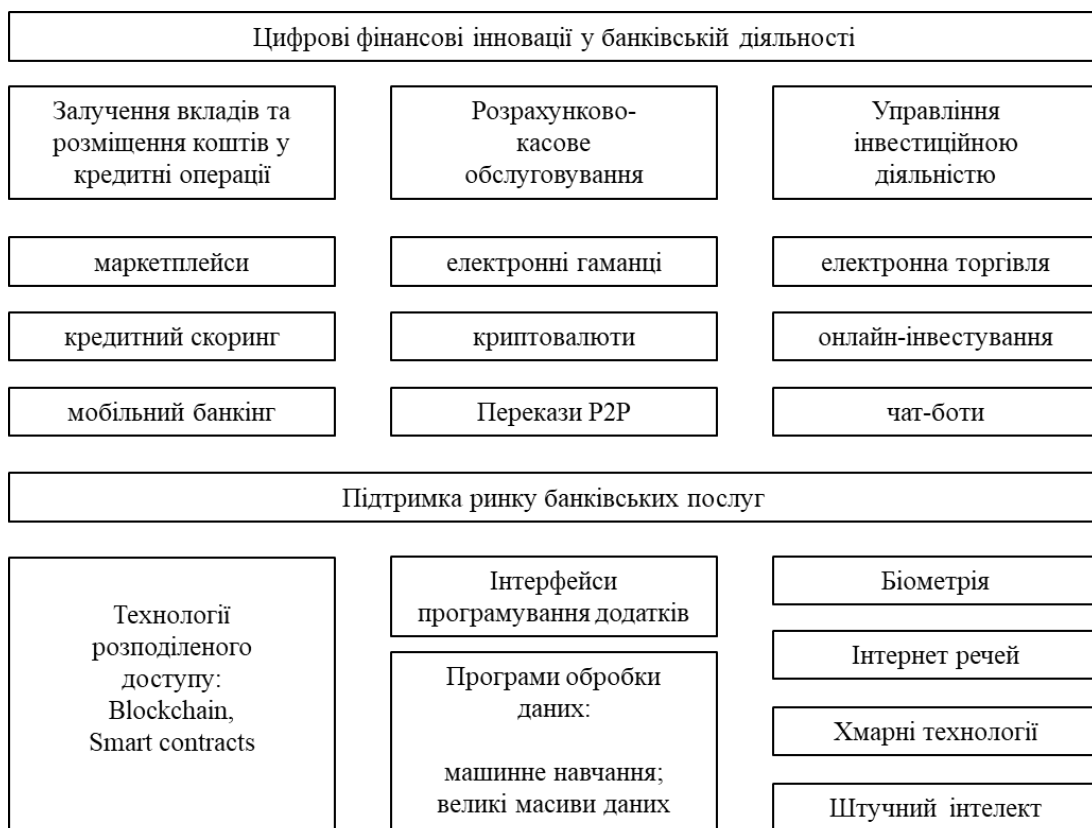 Цифрові фінансові інновації у банківській діяльності
Залучення вкладів та
розміщення коштів у
кредитні операції
Розрахунково-
касове
обслуговування
Управління
інвестиційною
діяльністю
маркетплейси
електронні гаманці
електронна торгівля
кредитний скоринг
криптовалюти
онлайн-інвестування
мобільний банкінг
Перекази P2P
чат-боти
Підтримка ринку банківських послуг
Технології
розподіленого
доступу:
Blockchain,
Smart contracts
Інтерфейси
програмування додатків
Програми обробки
даних:
машинне навчання;
великі масиви даних
Біометрія
Інтернет речей
Хмарні технології
Штучний інтелект